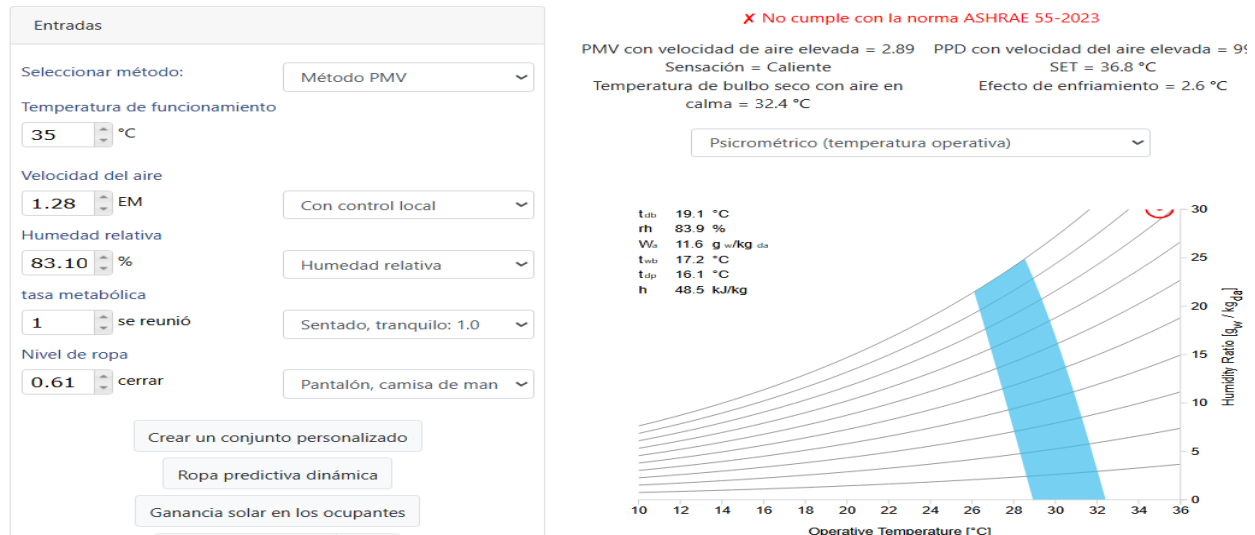 Entradas
Seleccionar método:
Método PMV
Temperatura de funcionamiento
35 °C
Velocidad del aire
1.28 EM
Con control local
Humedad relativa
83.10 %
Humedad relativa
tasa metabólica
1 se reunió
Sentado, tranquilo: 1.0
Nivel de ropa
0.61 cerrar
Pantalón, camisa de man
Crear un conjunto personalizado
Ropa predictiva dinámica
Ganancia solar en los ocupantes
✗ No cumple con la norma ASHRAE 55-2023
PMV con velocidad de aire elevada = 2.89
PPD con velocidad del aire elevada = 99
Sensación = Caliente
SET = 36.8 °C
Temperatura de bulbo seco con aire en
calma = 32.4 °C
Efecto de enfriamiento = 2.6 °C
Psicrométrico (temperatura operativa)
tdb 19.1 °C
rh 83.9 %
Wa 11.6 g w/kg da
twb 17.2 °C
tdp 16.1 °C
h 48.5 kJ/kg
30
25
20
15
10
5
0
Humidity Ratio [gw / kgda]
10 12 14 16 18 20 22 24 26 28 30 32 34 36
Operative Temperature [°C]